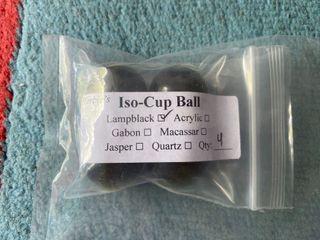 Iso-Cup Ball
Lampblack ☑ Acrylic ☐
Gabon ☐ Macassar ☐
Jasper ☐ Quartz ☐ Qty: 4